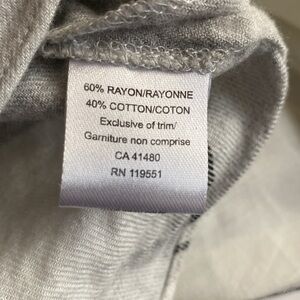 60% RAYON/RAYONNE
40% COTTON/COTON
Exclusive of trim/
Garniture non comprise
CA 41480
RN 119551